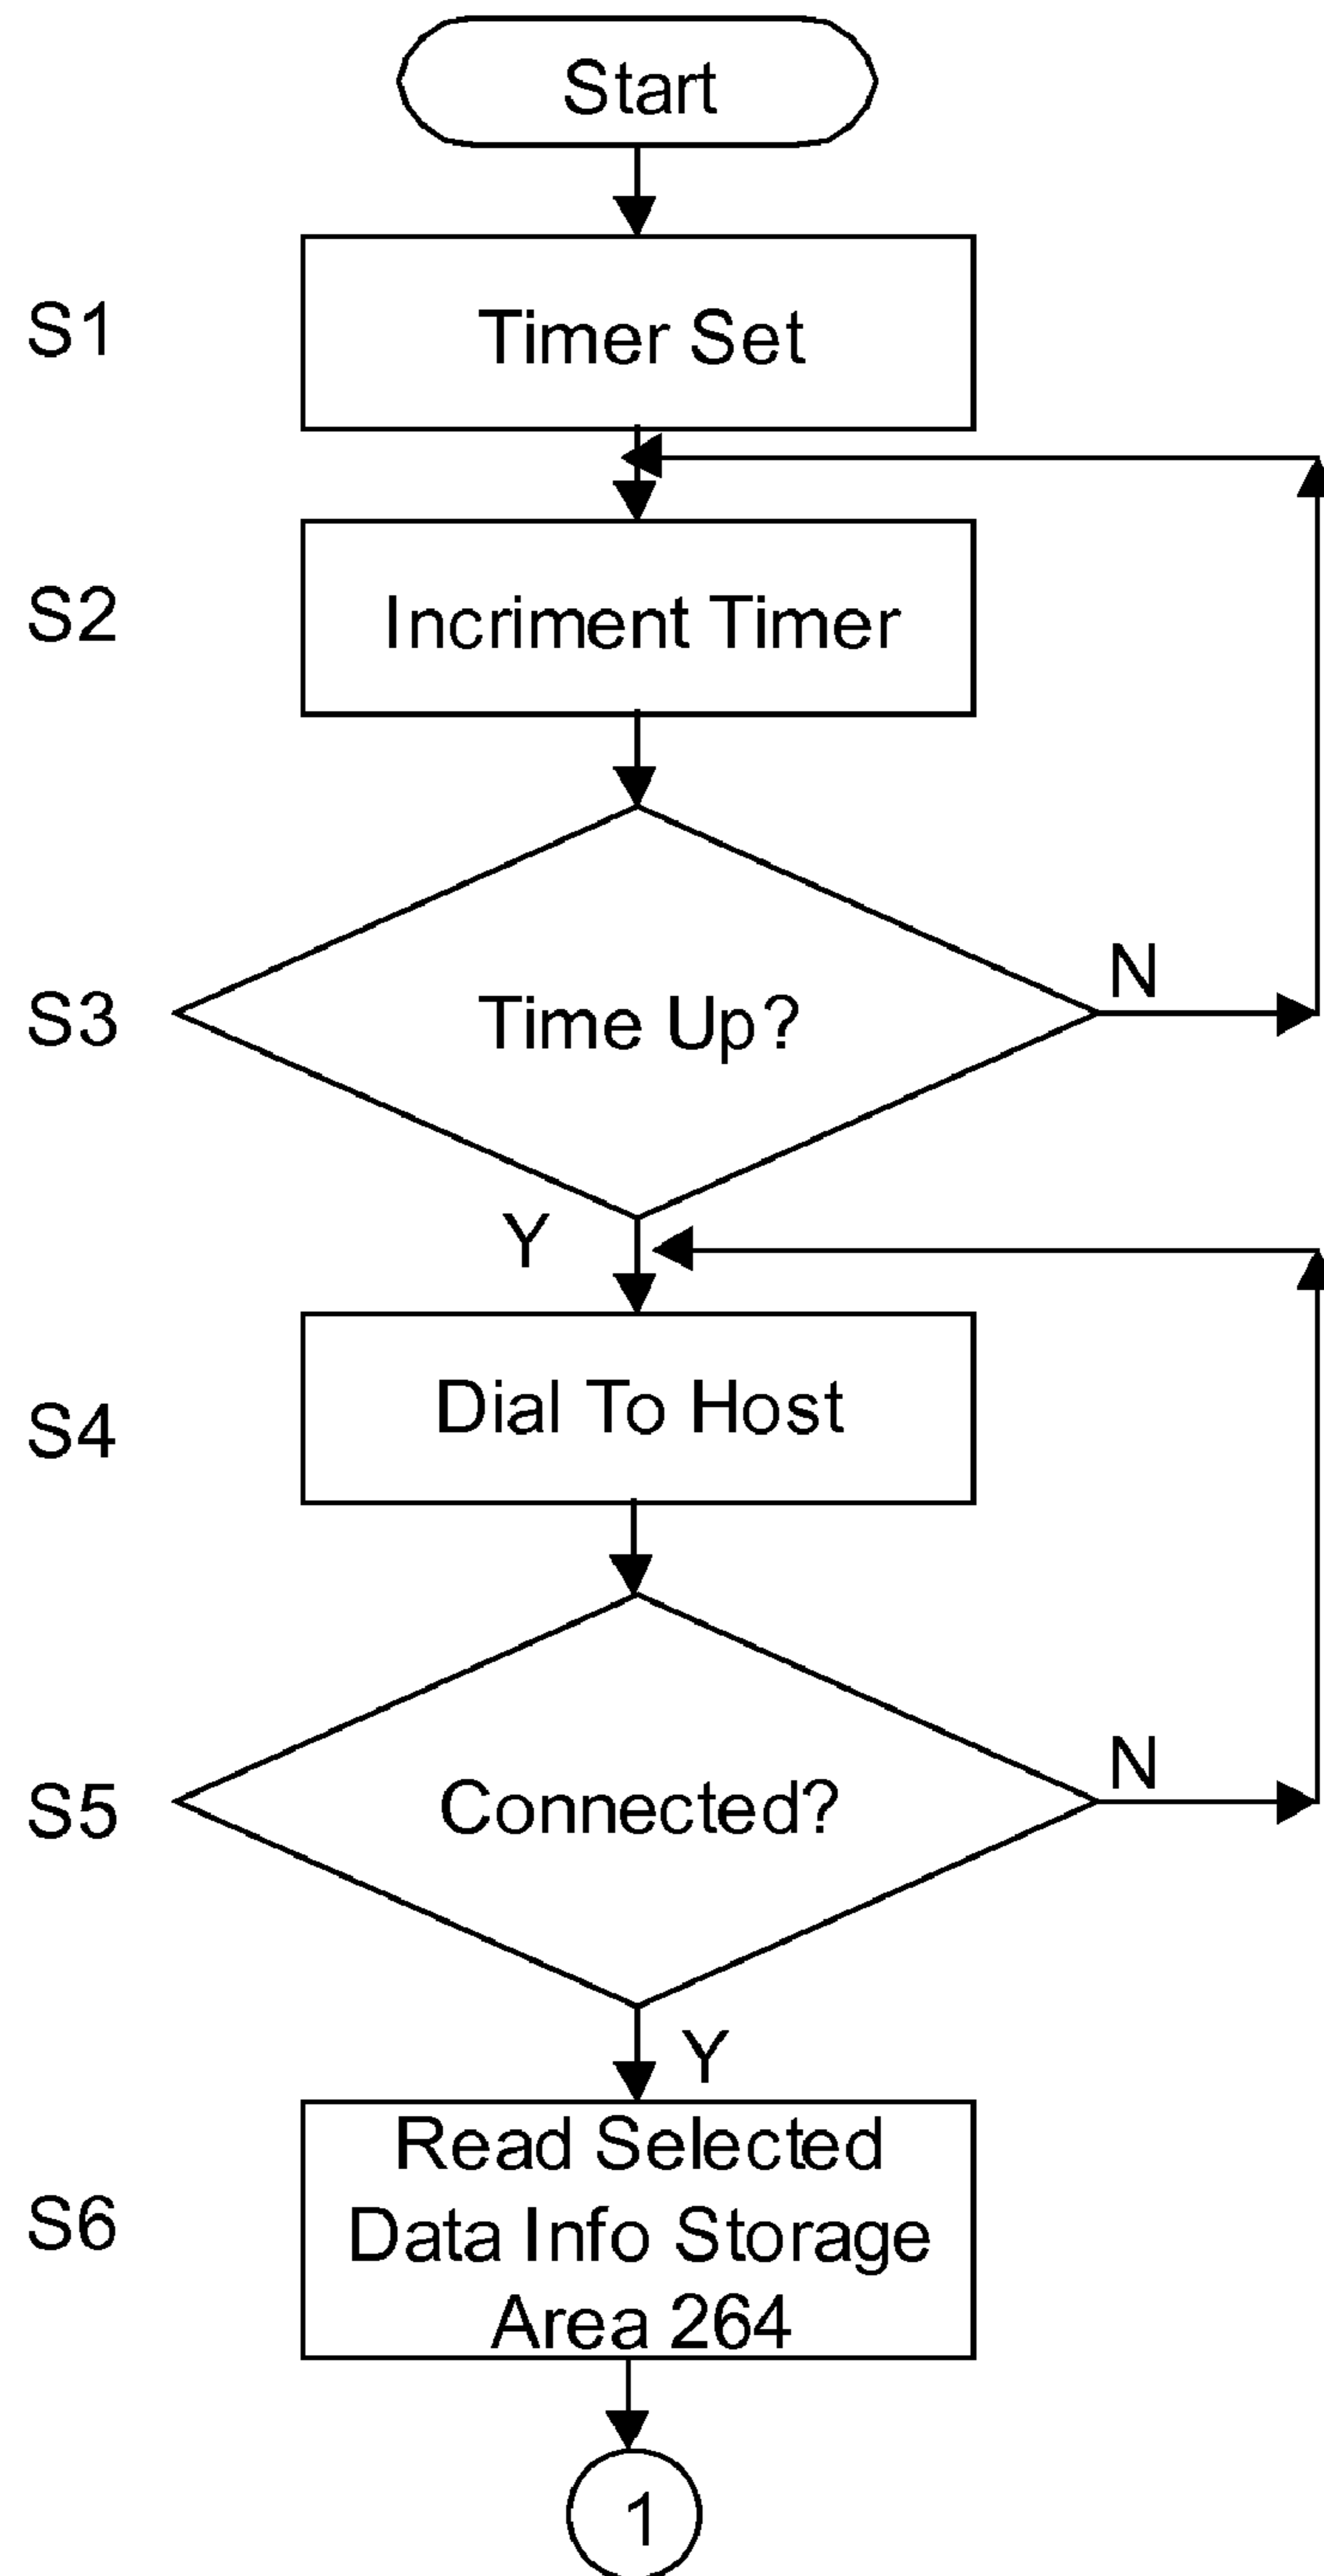 Start
S1
Timer Set
S2
Incriment Timer
S3
Time Up?
N
Y
S4
Dial To Host
S5
Connected?
N
Y
S6
Read Selected
Data Info Storage
Area 264
1